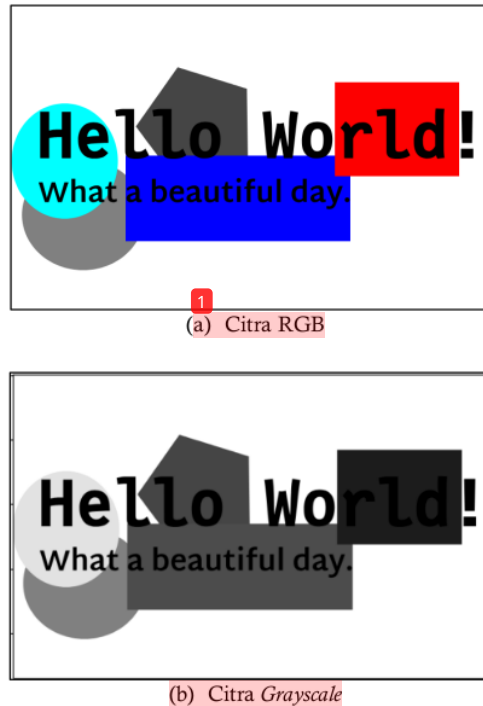 Hello World!
What a beautiful day.
1
(a) Citra RGB
Hello World!
What a beautiful day.
(b) Citra Grayscale